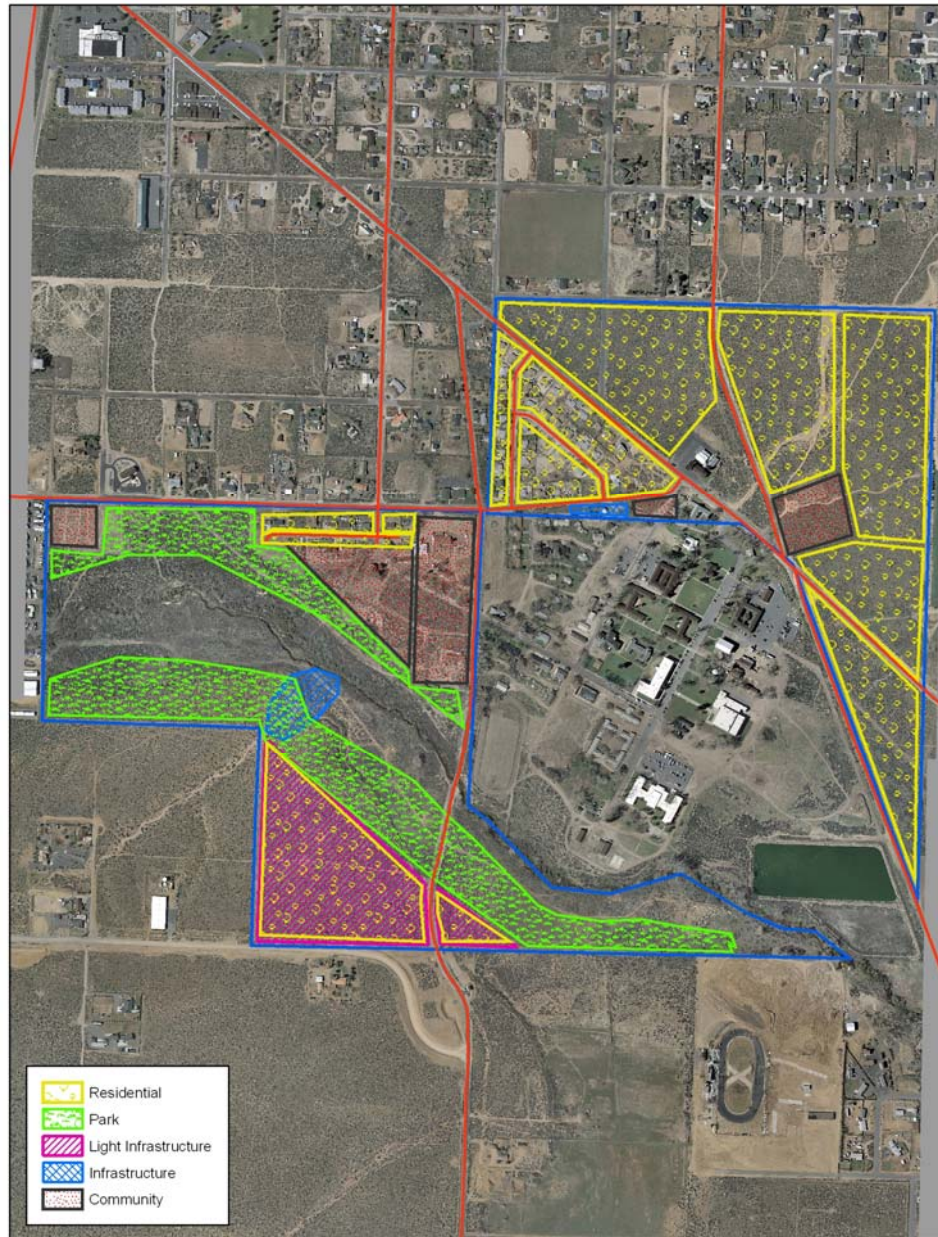 Residential
Park
Light Infrastructure
Infrastructure
Community